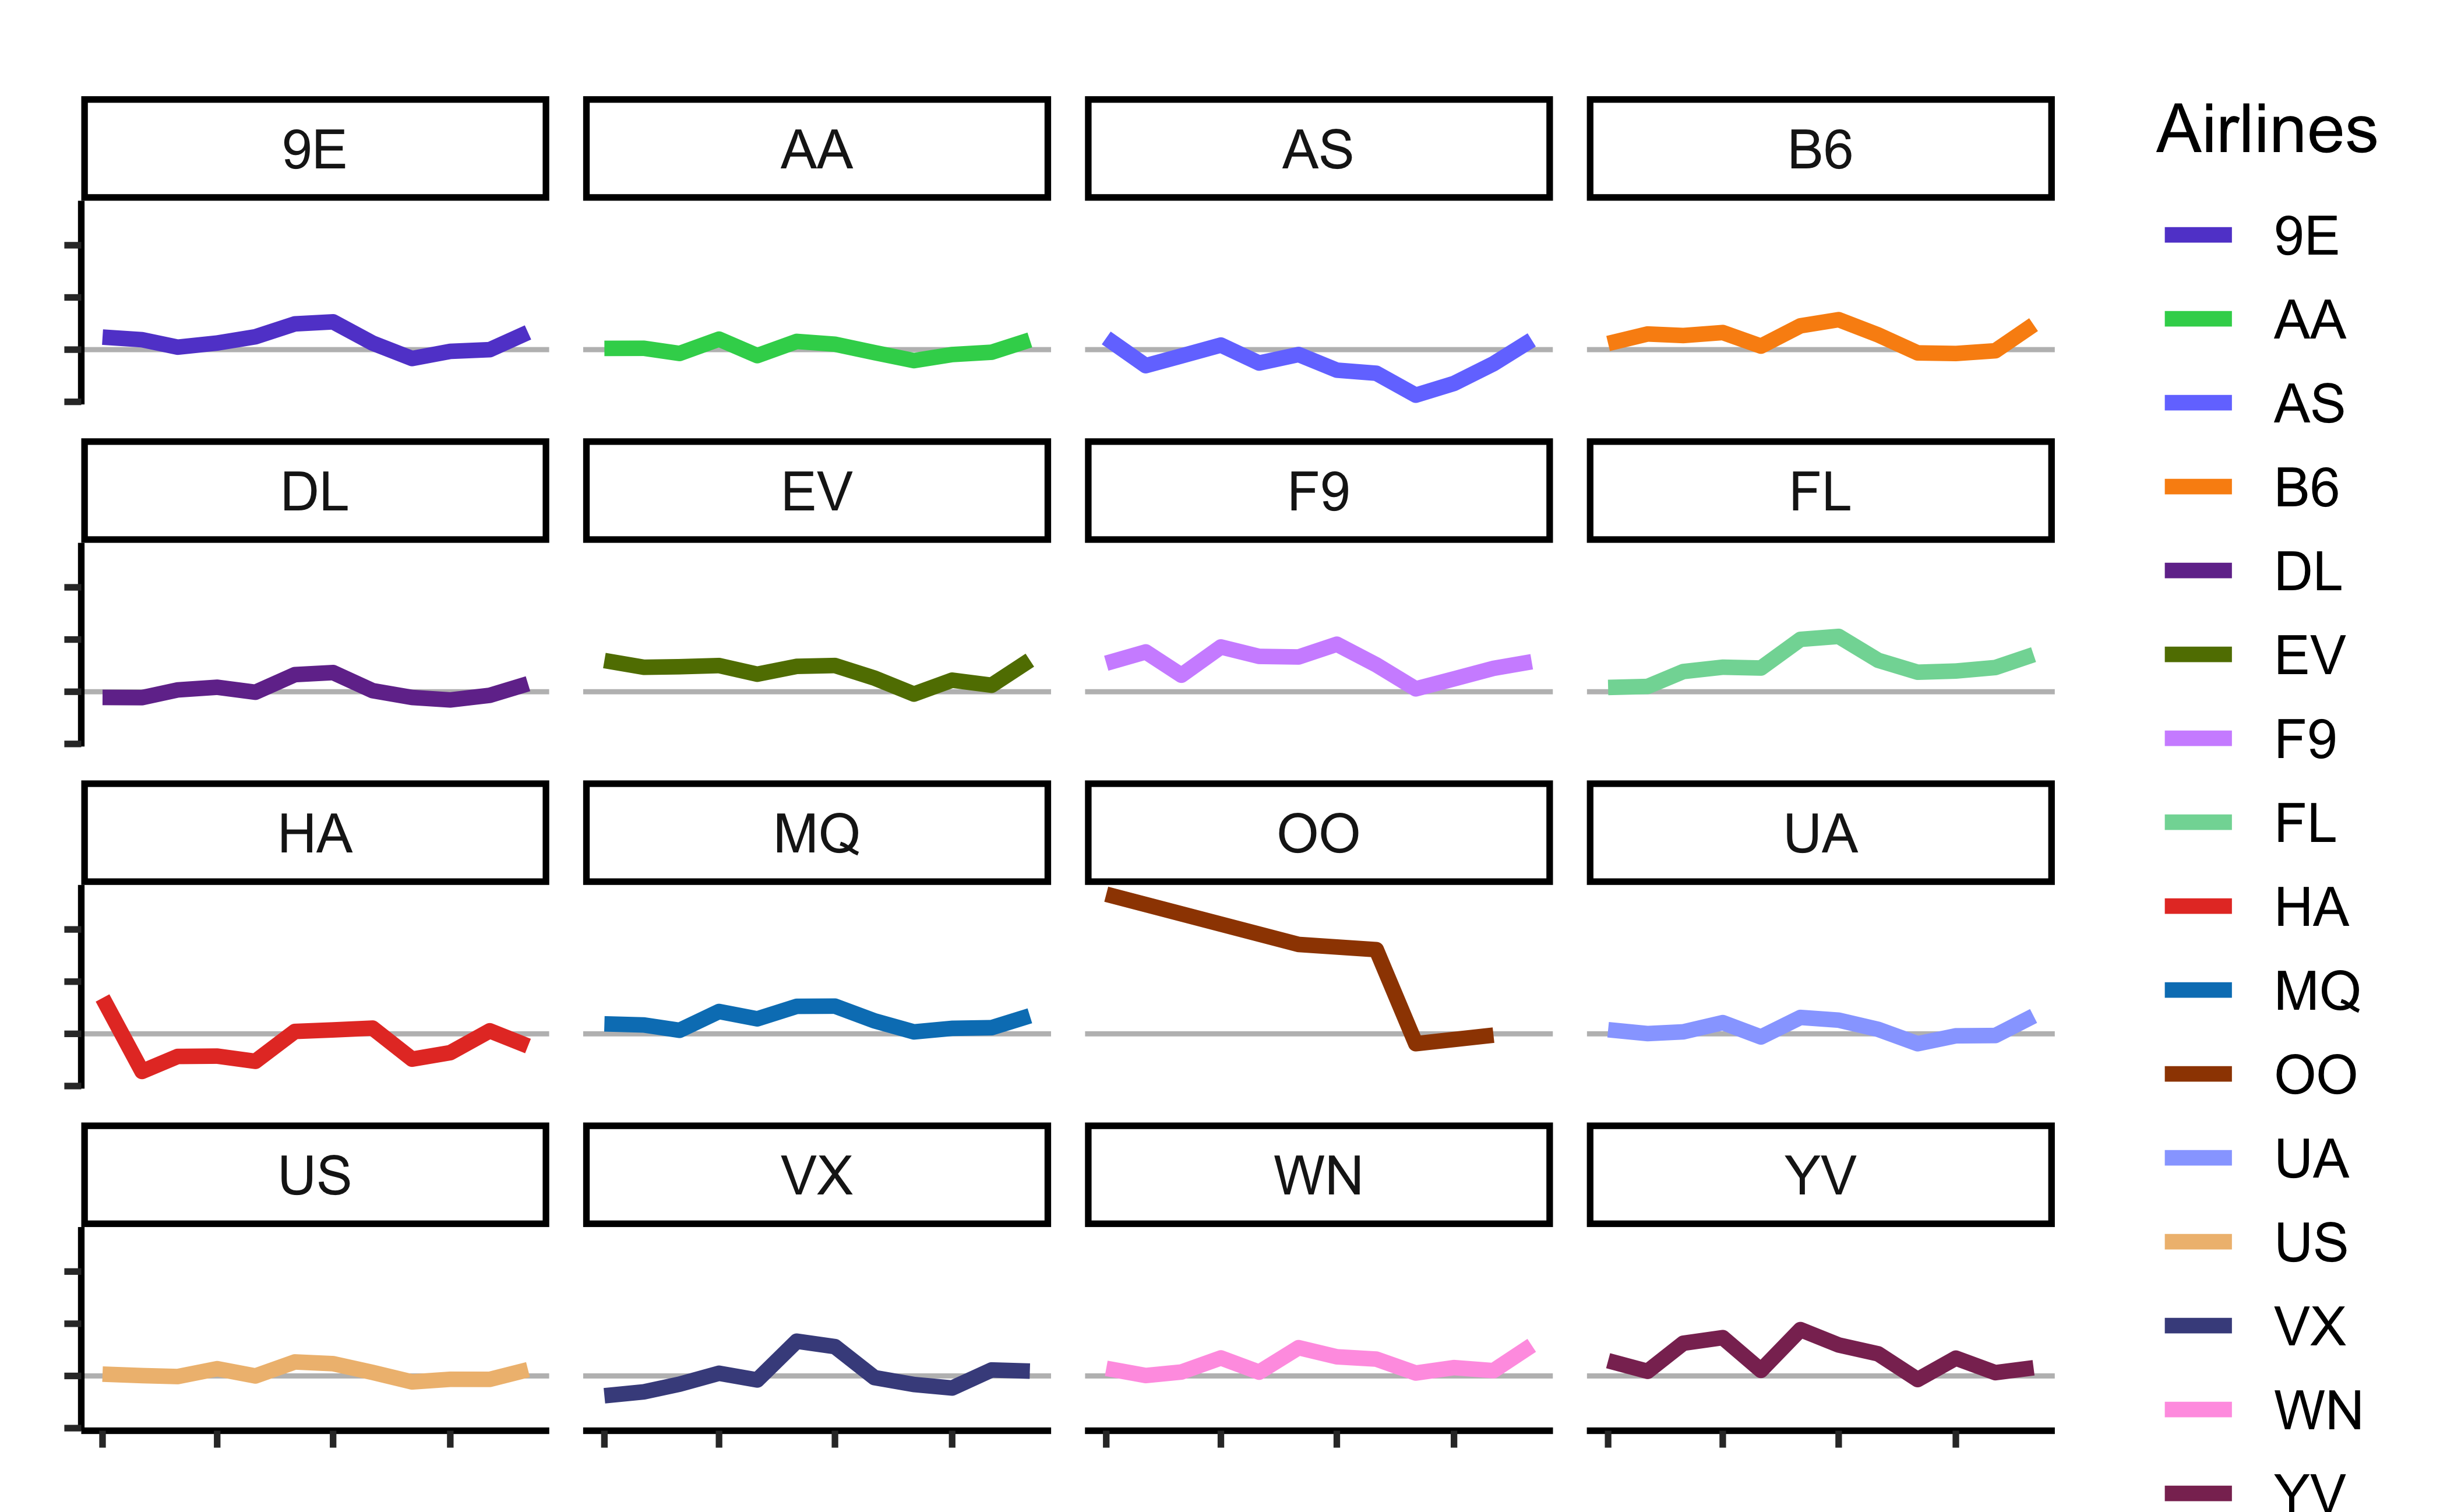 9E AA AS B6
DL EV F9 FL
HA MQ OO UA
US VX WN YV
Airlines
9E
AA
AS
B6
DL
EV
F9
FL
HA
MQ
OO
UA
US
VX
WN
YV